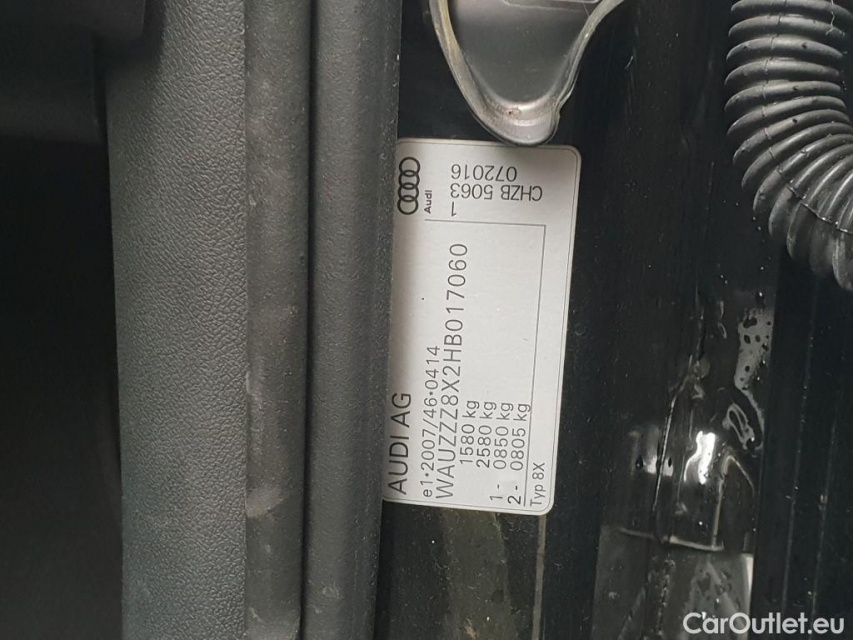 AUDI AG
e1*2007/46*0414
WAUZZZ8X2HB017060
1580 kg
2580 kg
1 - 0850 kg
2 - 0805 kg
Typ 8X
Audi
1
CHZB 5063
072016
CarOutlet.eu